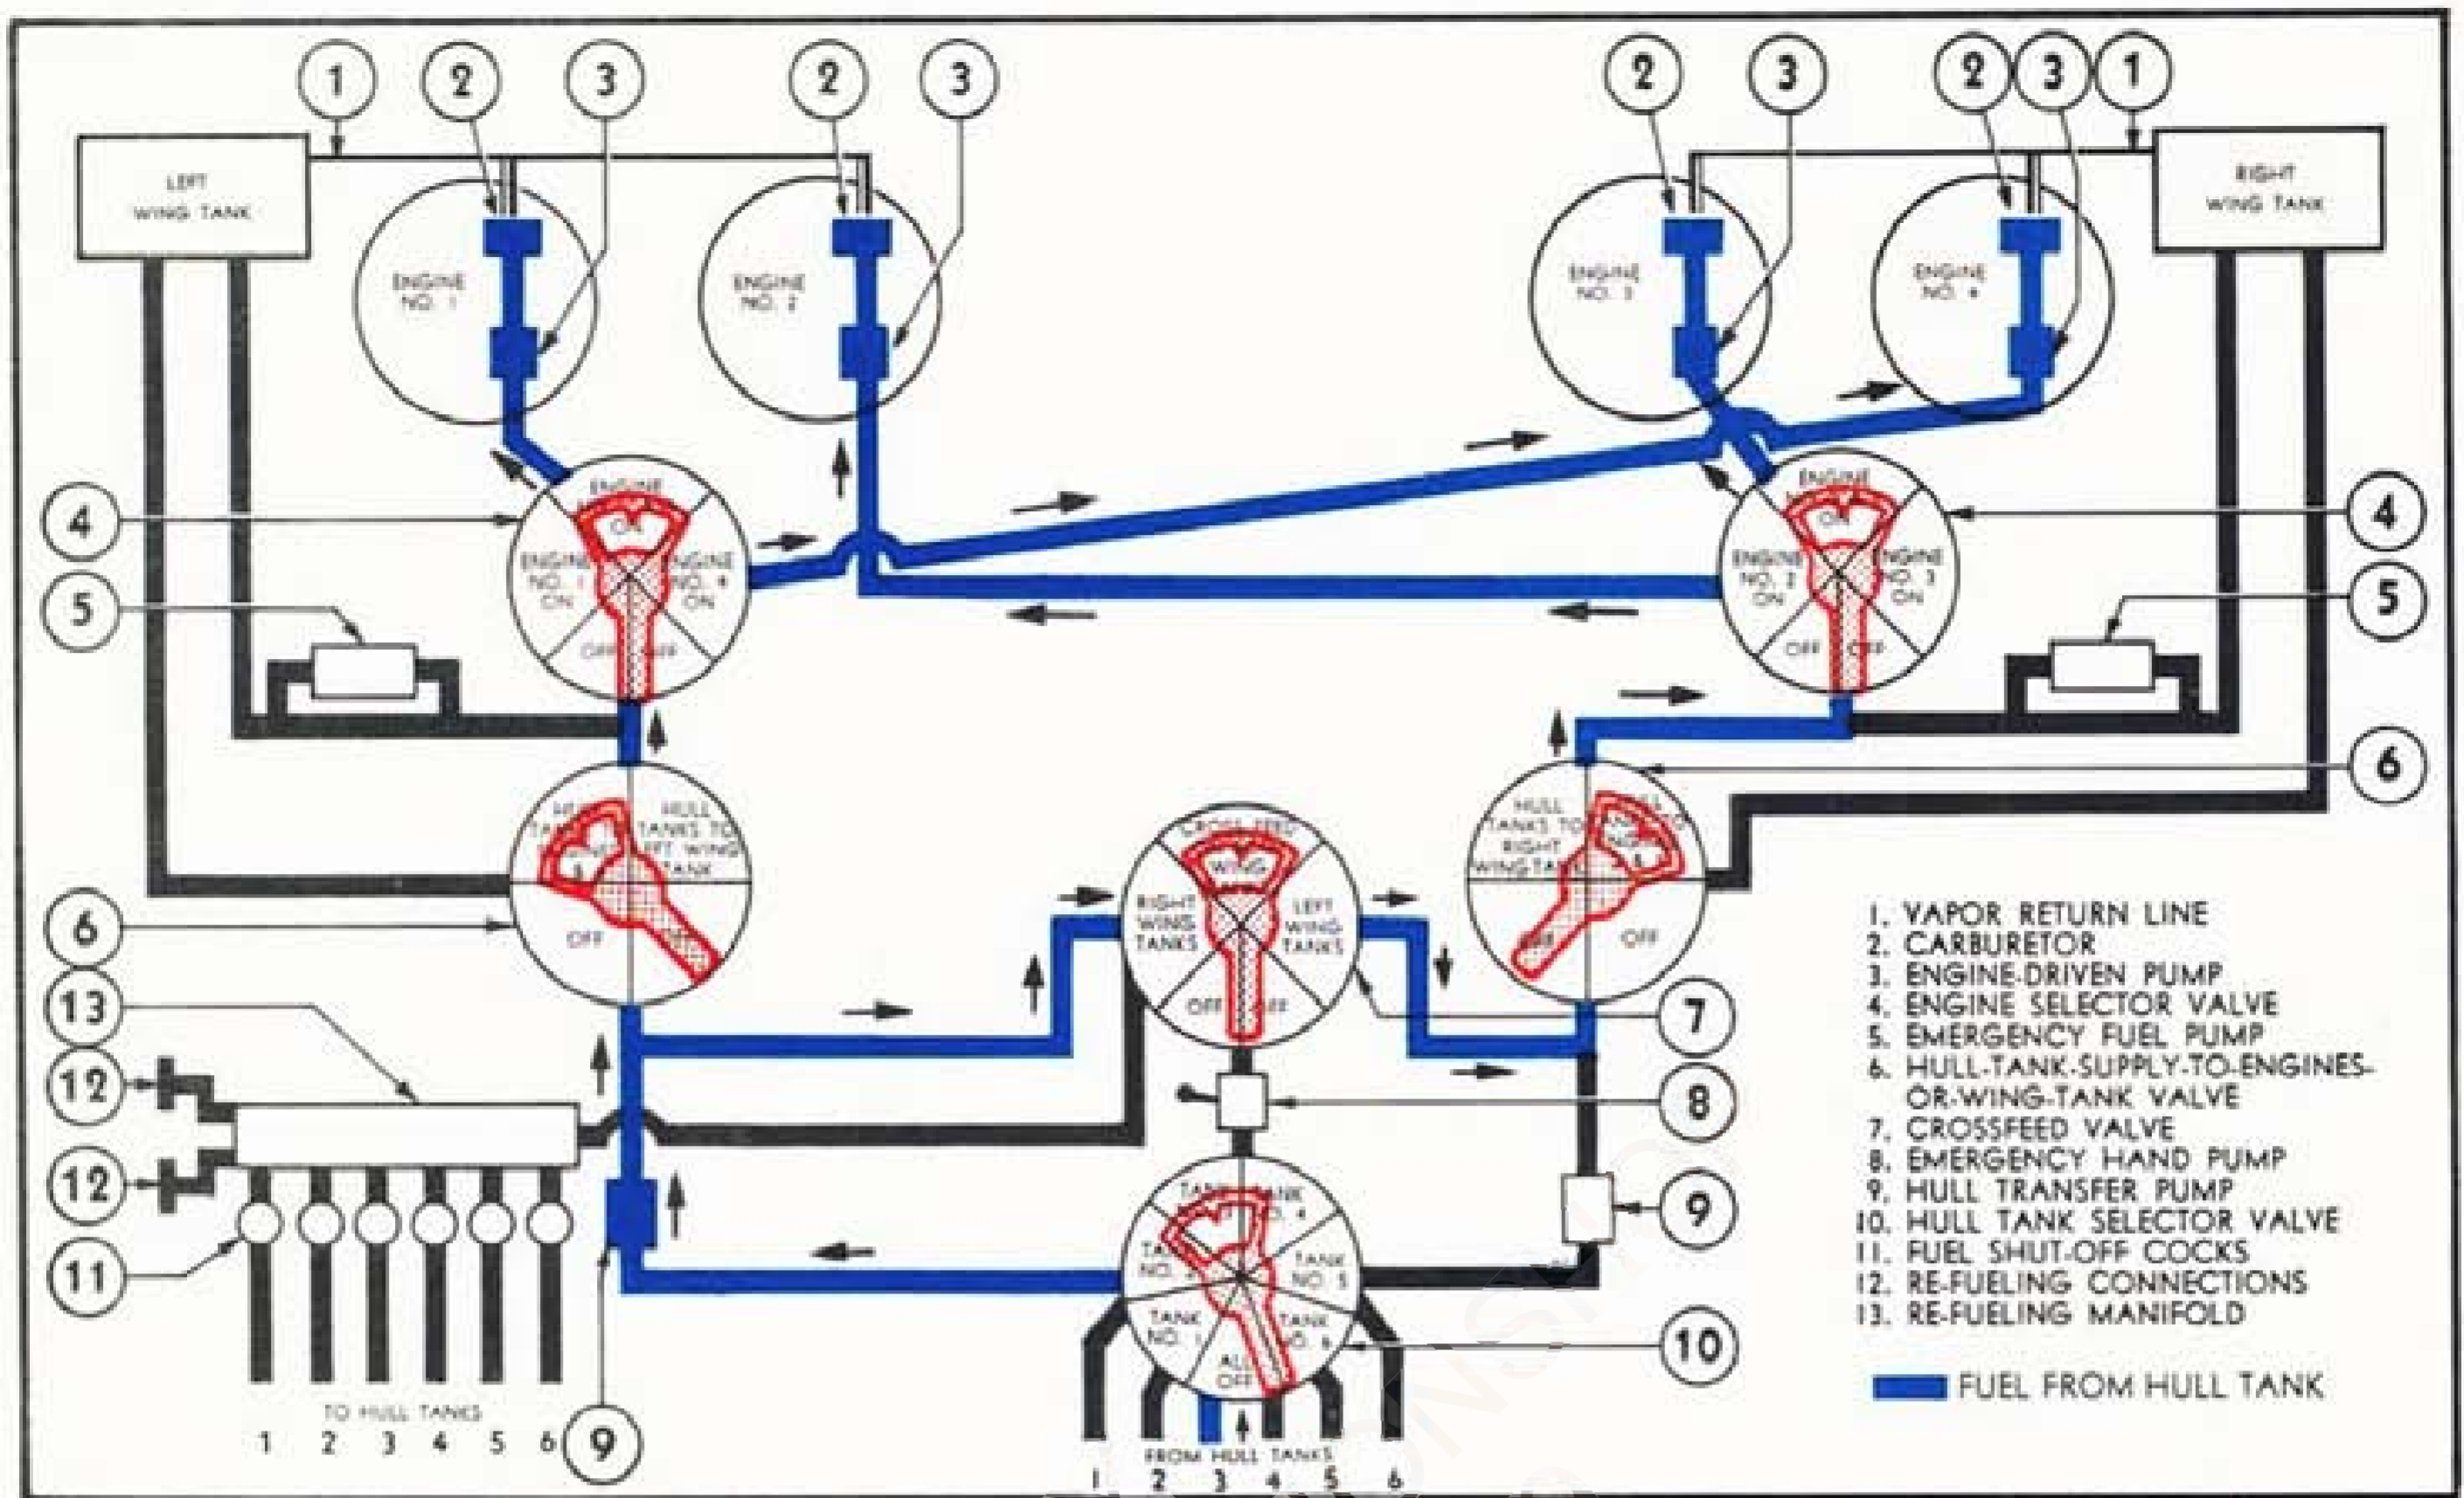 1 2 3 2 3 2 3 2 3 1
LEFT
WING TANK
RIGHT
WING TANK
ENGINE
NO. 1
ENGINE
NO. 2
ENGINE
NO. 3
ENGINE
NO. 4
4
ENGINE
ON
ENGINE
NO. 1
ON
ENGINE
NO. 4
ON
OFF OFF
ENGINE
ON
ENGINE
NO. 2
ON
ENGINE
NO. 3
ON
OFF OFF
4
5
5
6
HULL
TANKS TO
LEFT WING
TANK
OFF
6
CROSS FEED
WING
RIGHT
WING
TANKS
LEFT
WING
TANKS
OFF OFF
HULL
TANKS TO
RIGHT
WING TANK
OFF
6
7
8
9
10
13
12
12
11
TO HULL TANKS
1 2 3 4 5 6
9
TANK
TANK
NO. 4
TANK
NO.
TANK
NO. 5
TANK
NO. 1
TANK
NO. 6
ALL
OFF
FROM HULL TANKS
1 2 3 4 5 6
1. VAPOR RETURN LINE
2. CARBURETOR
3. ENGINE-DRIVEN PUMP
4. ENGINE SELECTOR VALVE
5. EMERGENCY FUEL PUMP
6. HULL-TANK-SUPPLY-TO-ENGINES-
OR-WING-TANK VALVE
7. CROSSFEED VALVE
8. EMERGENCY HAND PUMP
9. HULL TRANSFER PUMP
10. HULL TANK SELECTOR VALVE
11. FUEL SHUT-OFF COCKS
12. RE-FUELING CONNECTIONS
13. RE-FUELING MANIFOLD
FUEL FROM HULL TANK